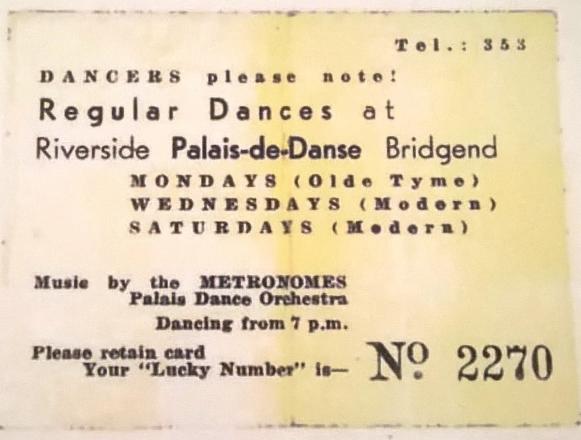 Tel.: 353
DANCERS please note!
Regular Dances at
Riverside Palais-de-Danse Bridgend
MONDAYS (Olde Tyme)
WEDNESDAYS (Modern)
SATURDAYS (Modern)
Music by the METRONOMES
Palais Dance Orchestra
Dancing from 7 p.m.
Please retain card
Your "Lucky Number" is— Nº 2270